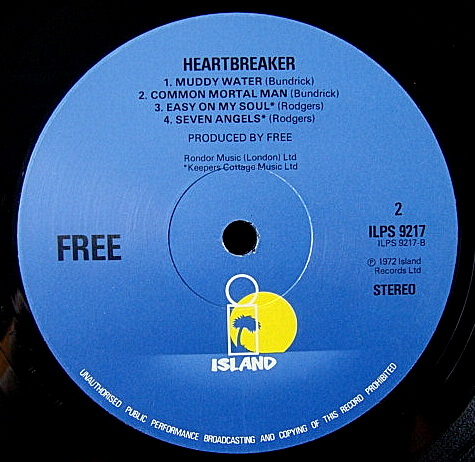 HEARTBREAKER
1. MUDDY WATER (Bundrick)
2. COMMON MORTAL MAN (Bundrick)
3. EASY ON MY SOUL* (Rodgers)
4. SEVEN ANGELS* (Rodgers)
PRODUCED BY FREE
Rondor Music (London) Ltd
*Keepers Cottage Music Ltd
FREE
2
ILPS 9217
ILPS 9217-B
℗ 1972 Island
Records Ltd
STEREO
ISLAND
UNAUTHORISED PUBLIC PERFORMANCE BROADCASTING AND COPYING OF THIS RECORD PROHIBITED